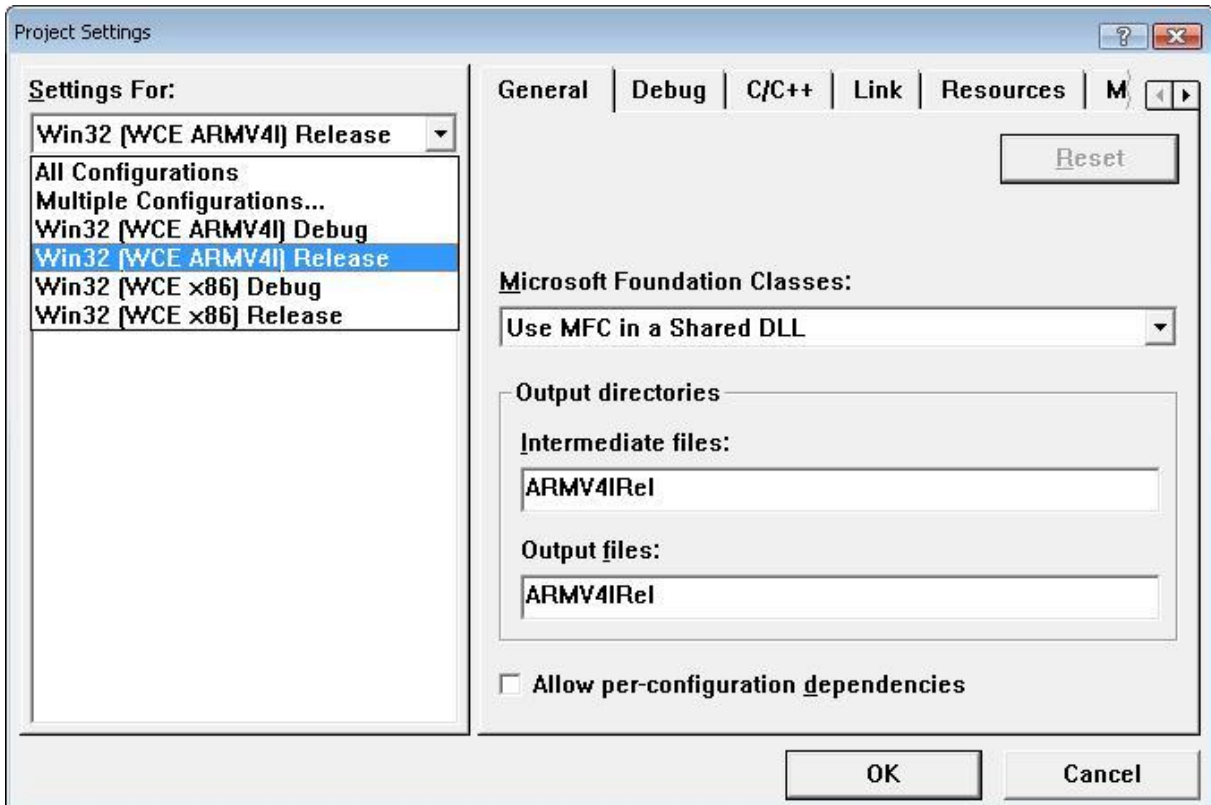 Project Settings
Settings For:
Win32 (WCE ARMV4I) Release
All Configurations
Multiple Configurations...
Win32 (WCE ARMV4I) Debug
Win32 (WCE ARMV4I) Release
Win32 (WCE x86) Debug
Win32 (WCE x86) Release
General Debug C/C++ Link Resources M
Reset
Microsoft Foundation Classes:
Use MFC in a Shared DLL
Output directories
Intermediate files:
ARMV4IRel
Output files:
ARMV4IRel
Allow per-configuration dependencies
OK Cancel